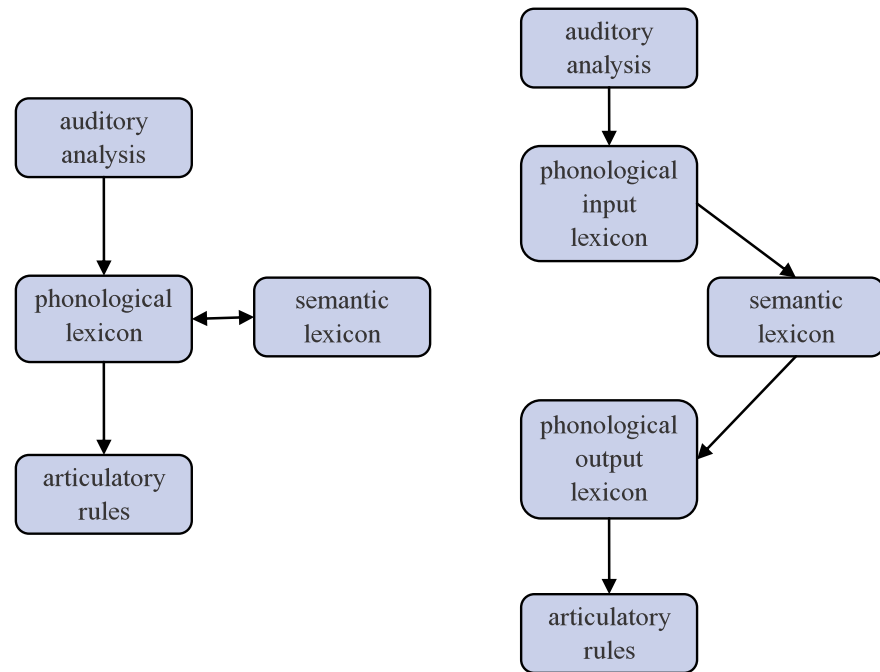 auditory
analysis
phonological
lexicon
semantic
lexicon
articulatory
rules
auditory
analysis
phonological
input
lexicon
semantic
lexicon
phonological
output
lexicon
articulatory
rules